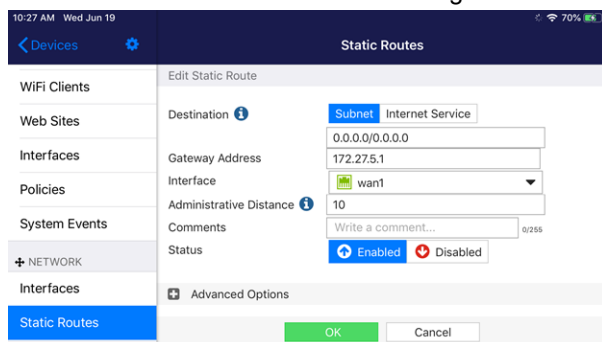 10:27 AM Wed Jun 19
70%
Devices
Static Routes
WiFi Clients
Web Sites
Interfaces
Policies
System Events
NETWORK
Interfaces
Static Routes
Edit Static Route
Destination Subnet Internet Service
0.0.0.0/0.0.0.0
Gateway Address 172.27.5.1
Interface wan1
Administrative Distance 10
Comments Write a comment... 0/255
Status Enabled Disabled
Advanced Options
OK Cancel